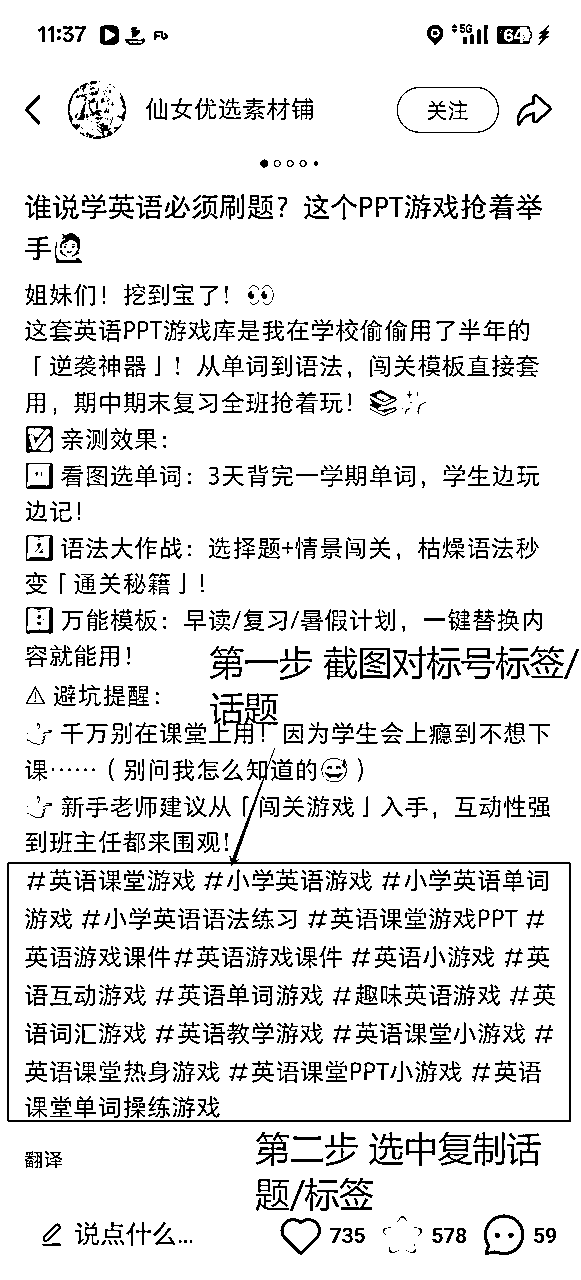 11:37
5G
64
仙女优选素材铺
关注
谁说学英语必须刷题？这个PPT游戏抢着举
手
姐妹们！挖到宝了！
这套英语PPT游戏库是我在学校偷偷用了半年的
「逆袭神器」！从单词到语法，闯关模板直接套
用，期中期末复习全班抢着玩！
亲测效果：
看图选单词：3天背完一学期单词，学生边玩
边记！
语法大作战：选择题+情景闯关，枯燥语法秒
变「通关秘籍」！
万能模板：早读/复习/暑假计划，一键替换内
容就能用！
第一步 截图对标号标签/
话题
避坑提醒：
千万别在课堂上用！因为学生会上瘾到不想下
课……（别问我怎么知道的）
新手老师建议从「闯关游戏」入手，互动性强
到班主任都来围观！
#英语课堂游戏 #小学英语游戏 #小学英语单词
游戏 #小学英语语法练习 #英语课堂游戏PPT #
英语游戏课件#英语游戏课件 #英语小游戏 #英
语互动游戏 #英语单词游戏 #趣味英语游戏 #英
语词汇游戏 #英语教学游戏 #英语课堂小游戏 #
英语课堂热身游戏 #英语课堂PPT小游戏 #英语
课堂单词操练游戏
第二步 选中复制话
题/标签
翻译
说点什么...
735
578
59